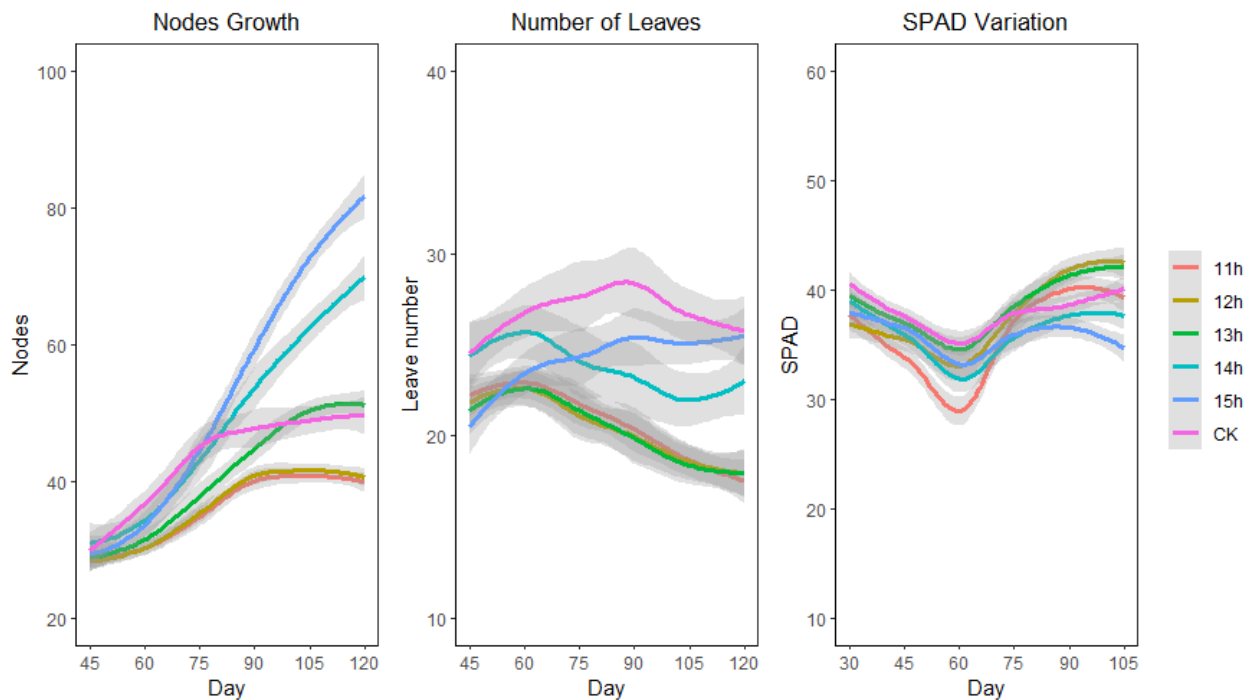 Nodes Growth
Number of Leaves
SPAD Variation
Nodes
100
80
60
40
20
45 60 75 90 105 120
Day
Leave number
40
30
20
10
45 60 75 90 105 120
Day
SPAD
60
50
40
30
20
10
30 45 60 75 90 105
Day
11h
12h
13h
14h
15h
CK